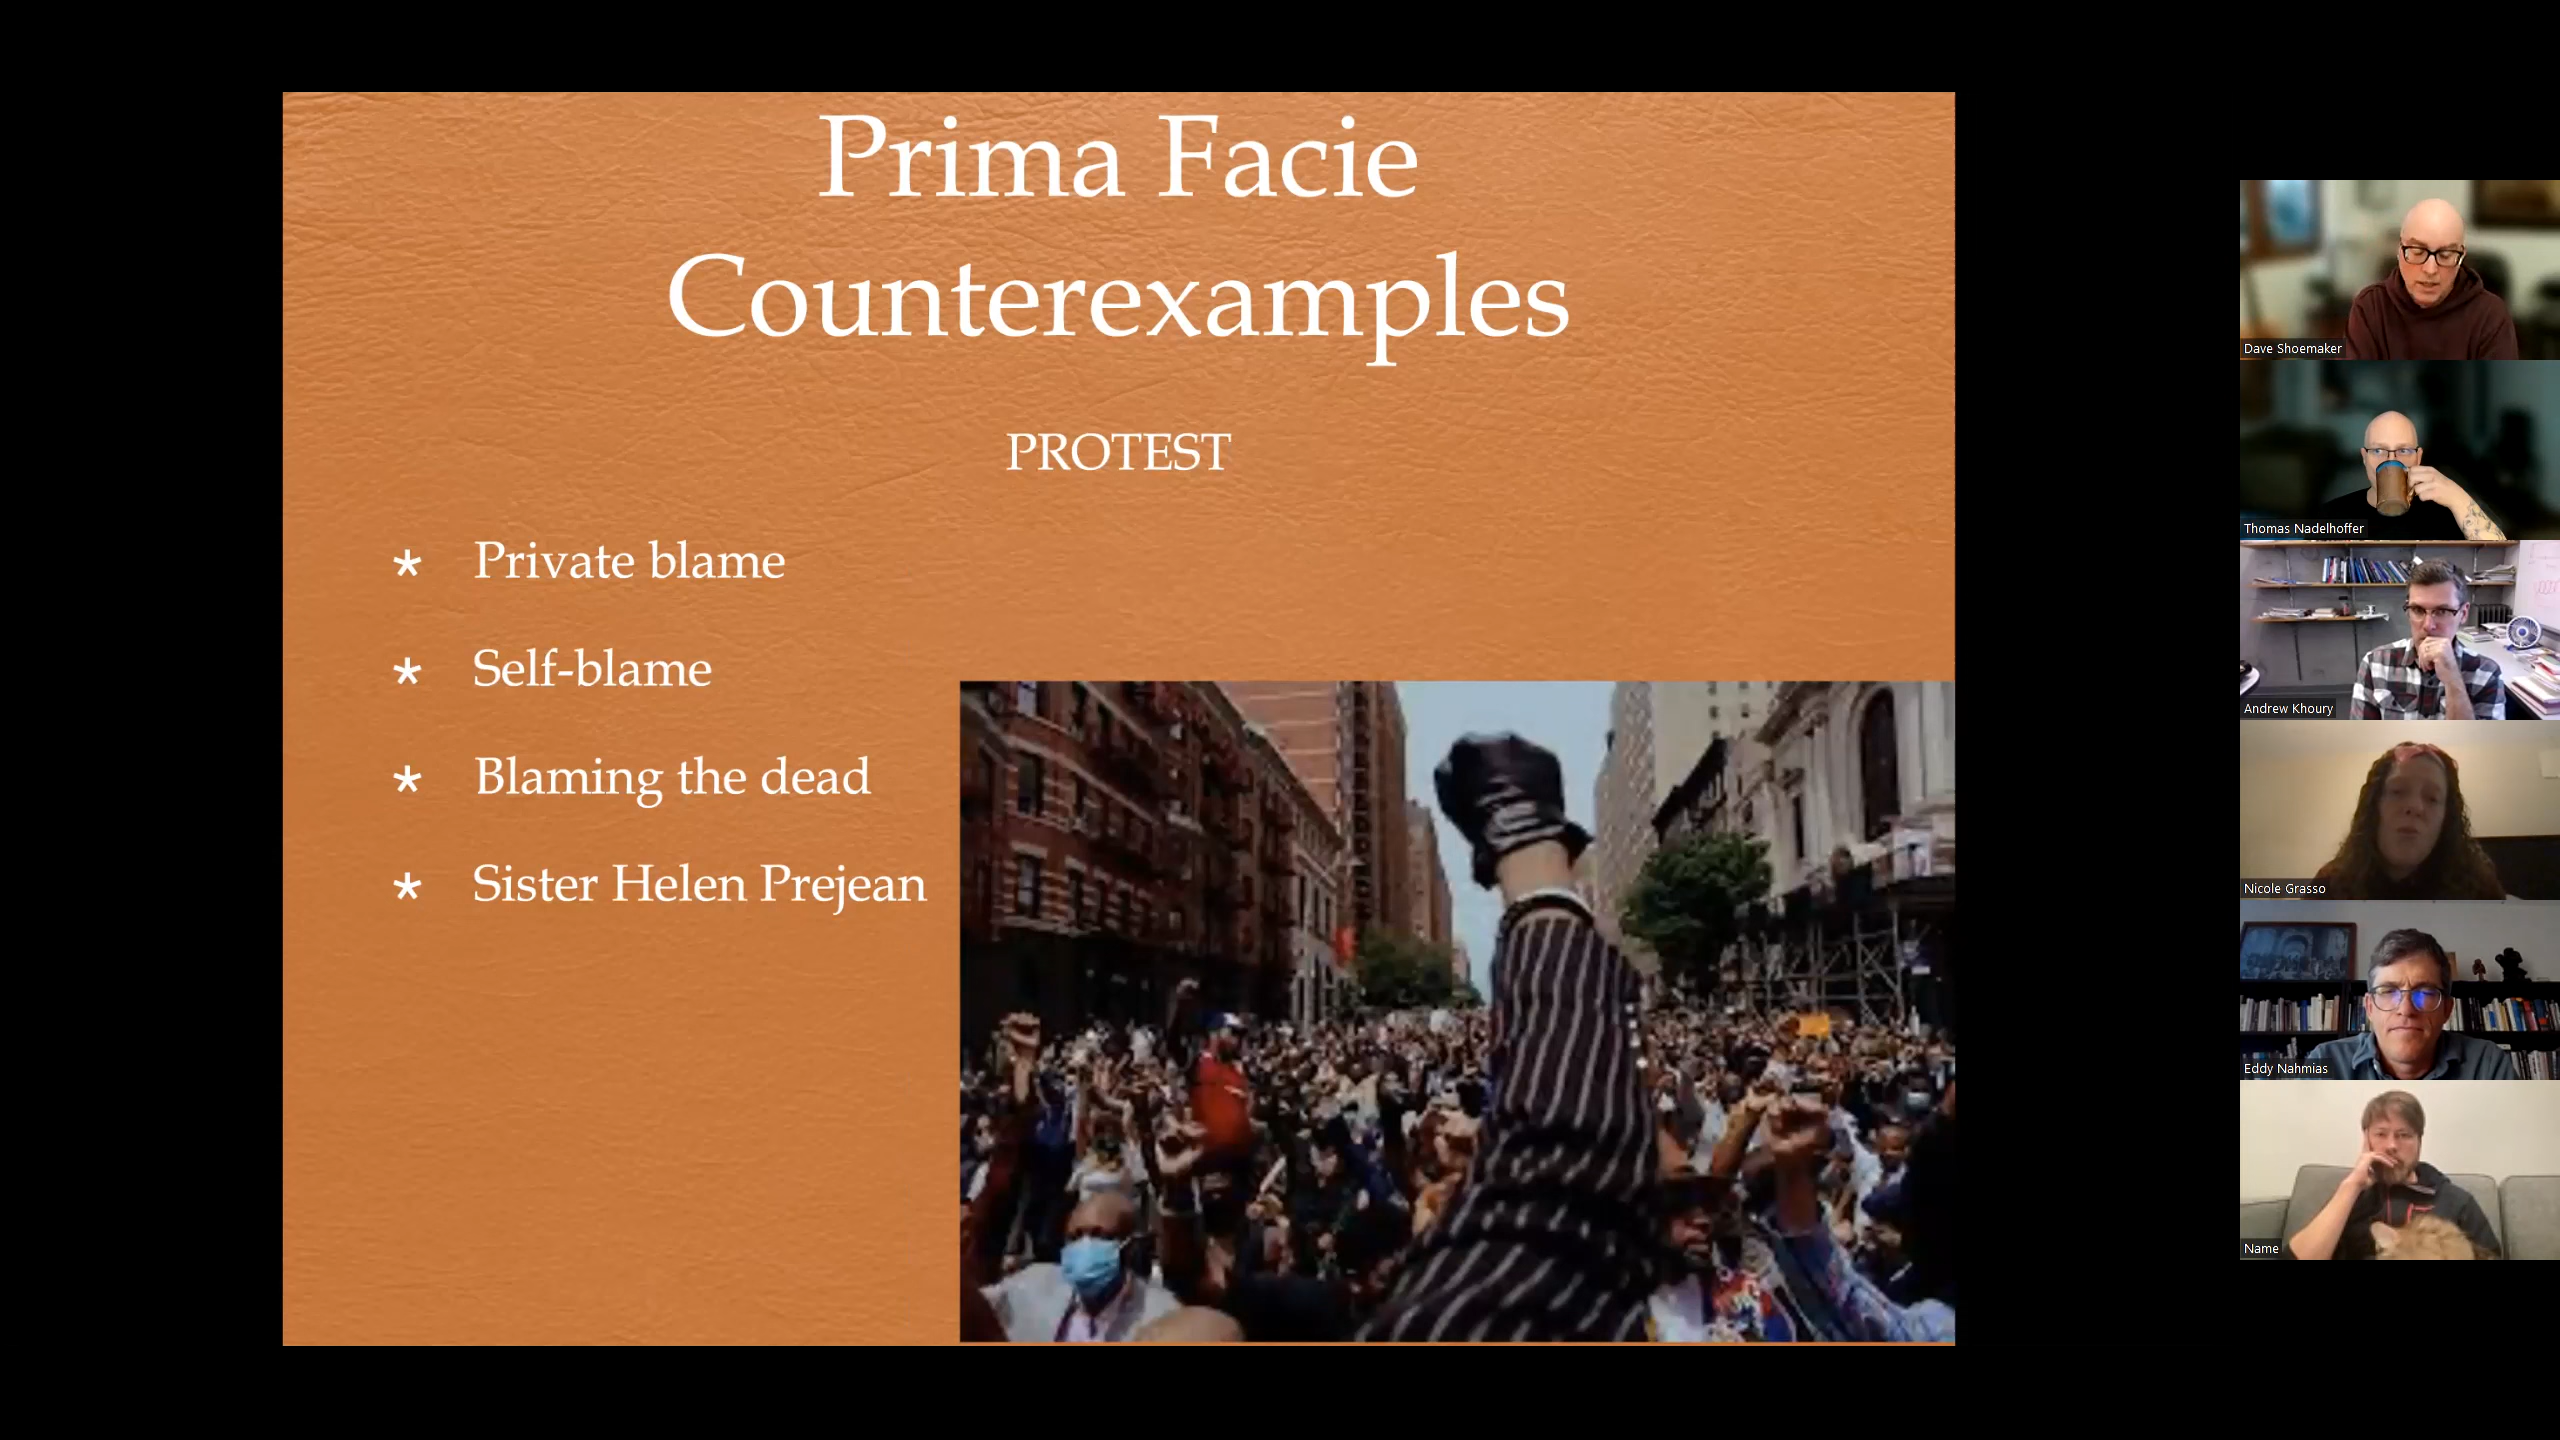 Prima Facie
Counterexamples
PROTEST
* Private blame
* Self-blame
* Blaming the dead
* Sister Helen Prejean
Dave Shoemaker
Thomas Nadelhoffer
Andrew Khoury
Nicole Grasso
Eddy Nahmias
Name